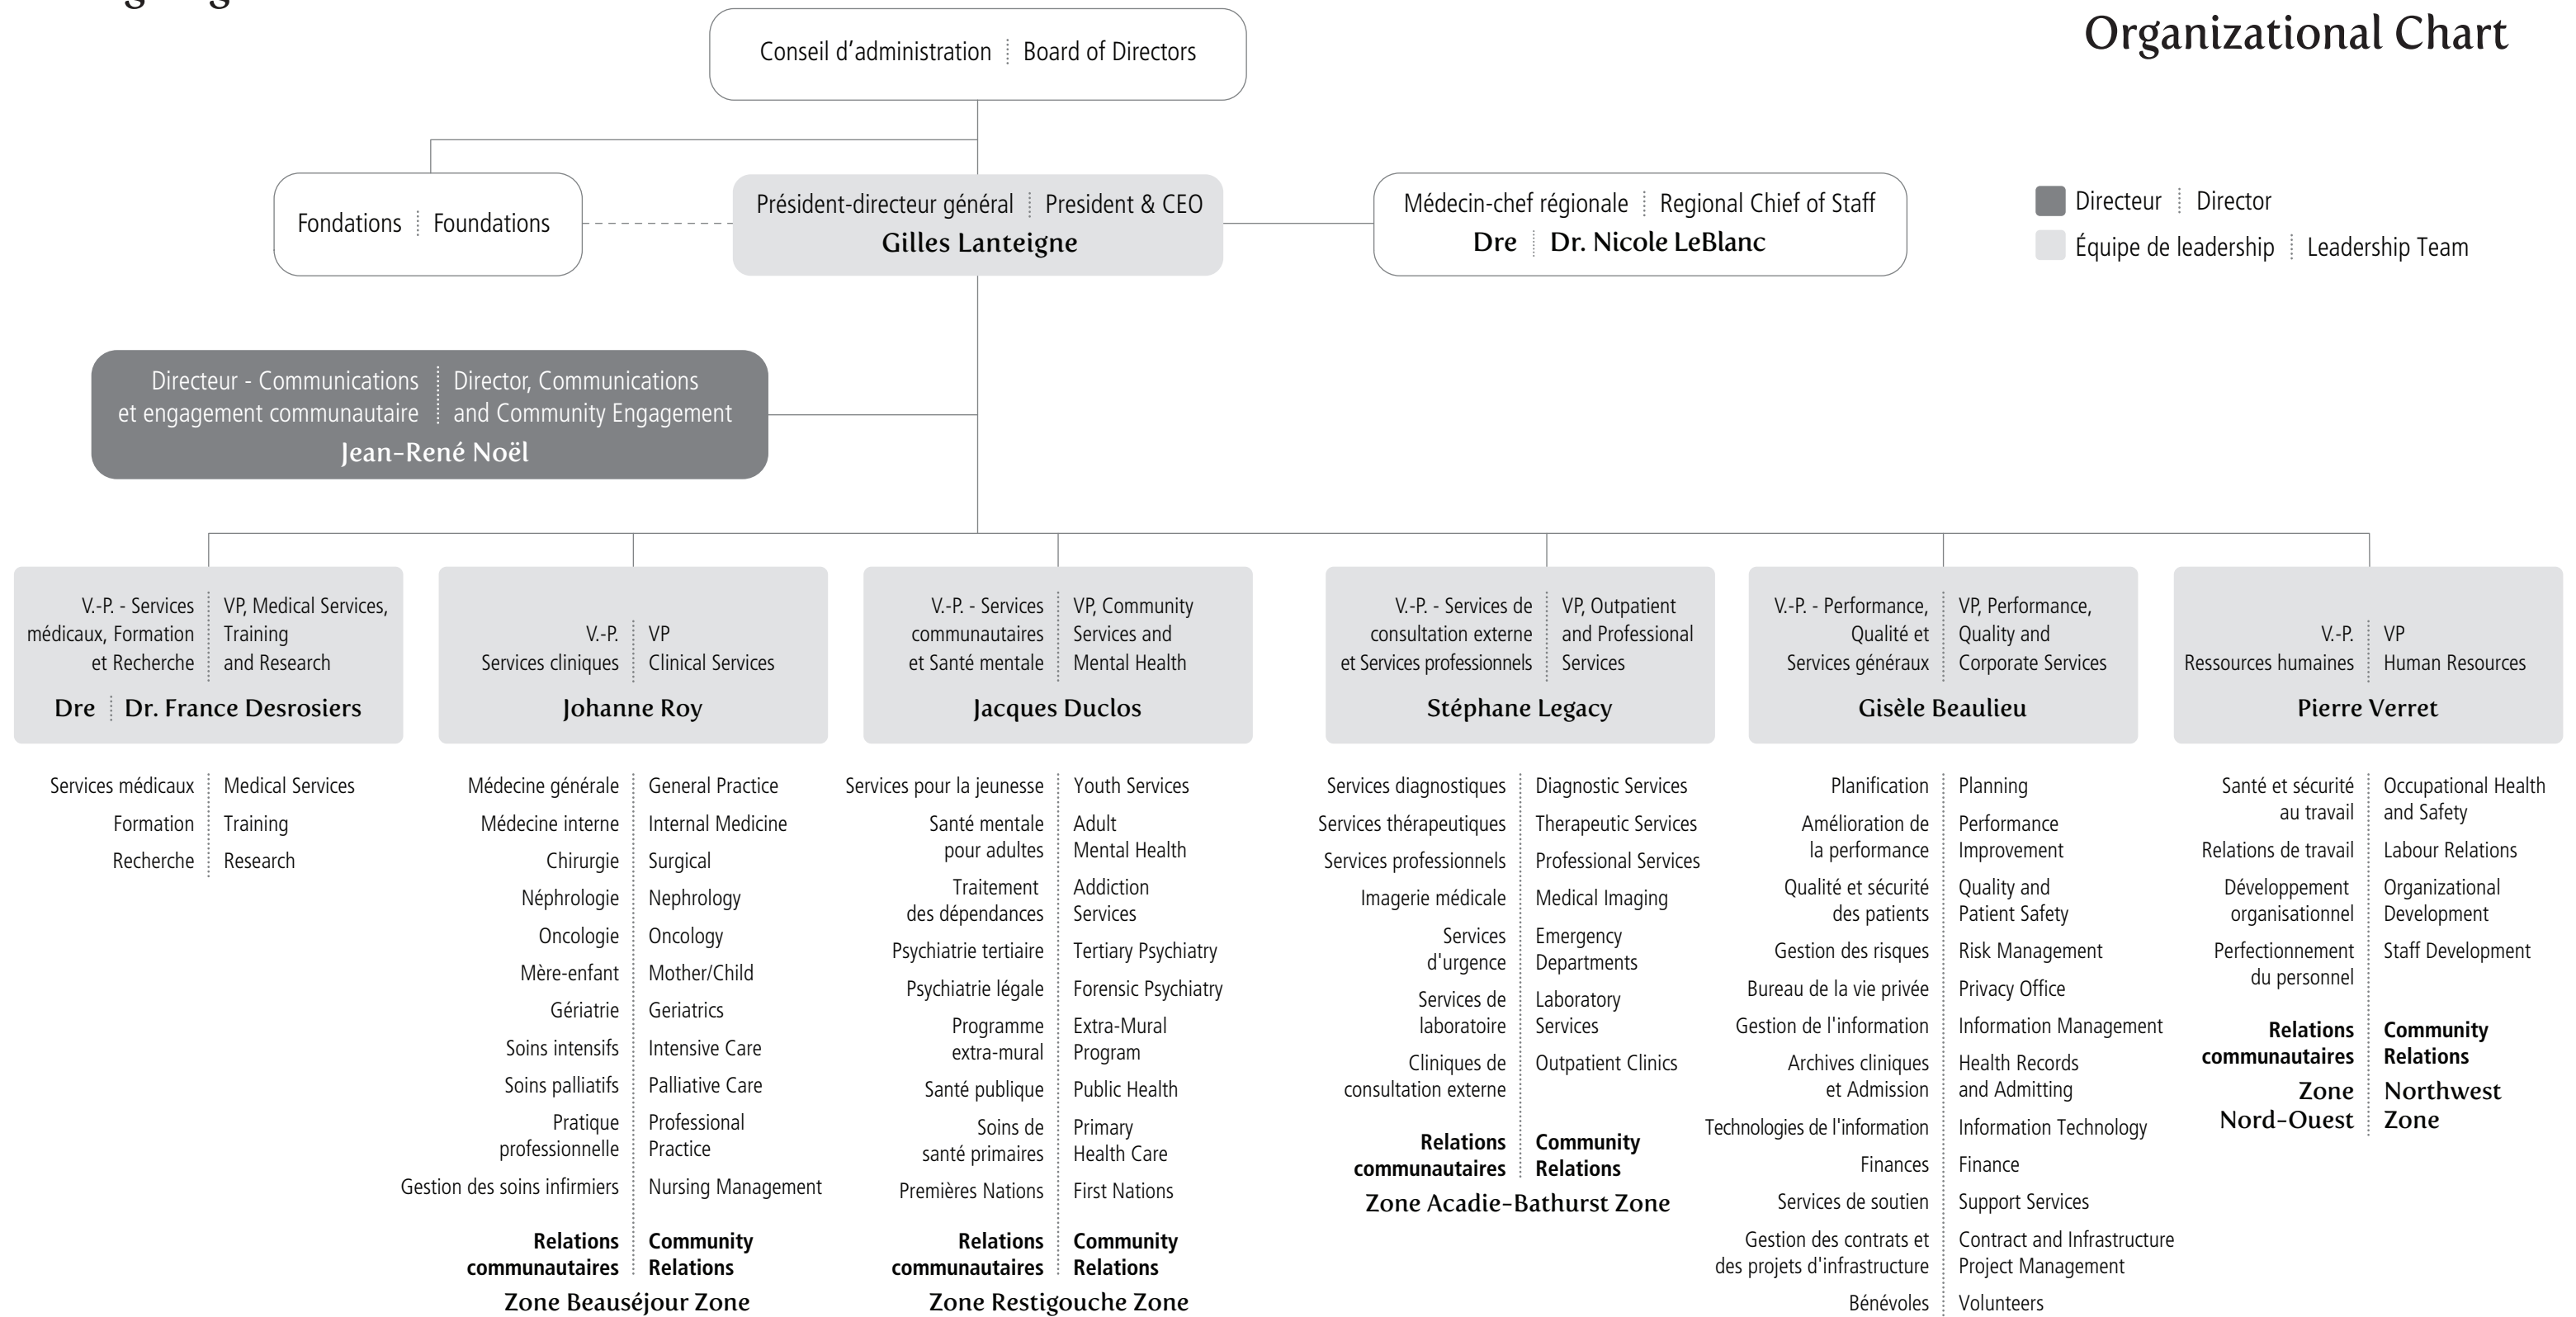 Organizational Chart
Conseil d'administration Board of Directors
Fondations Foundations
Président-directeur général President & CEO
Gilles Lanteigne
Médecin-chef régionale Regional Chief of Staff
Dre Dr. Nicole LeBlanc
Directeur Director
Équipe de leadership Leadership Team
Directeur - Communications
et engagement communautaire
Director, Communications
and Community Engagement
Jean-René Noël
V.-P. - Services
médicaux, Formation
et Recherche
VP, Medical Services,
Training
and Research
Dre Dr. France Desrosiers
Services médicaux Medical Services
Formation Training
Recherche Research
V.-P.
Services cliniques
VP
Clinical Services
Johanne Roy
Médecine générale General Practice
Médecine interne Internal Medicine
Chirurgie Surgical
Néphrologie Nephrology
Oncologie Oncology
Mère-enfant Mother/Child
Gériatrie Geriatrics
Soins intensifs Intensive Care
Soins palliatifs Palliative Care
Pratique
professionnelle
Professional
Practice
Gestion des soins infirmiers Nursing Management
Relations
communautaires
Community
Relations
Zone Beauséjour Zone
V.-P. - Services
communautaires
et Santé mentale
VP, Community
Services and
Mental Health
Jacques Duclos
Services pour la jeunesse Youth Services
Santé mentale
pour adultes
Adult
Mental Health
Traitement
des dépendances
Addiction
Services
Psychiatrie tertiaire Tertiary Psychiatry
Psychiatrie légale Forensic Psychiatry
Programme
extra-mural
Extra-Mural
Program
Santé publique Public Health
Soins de
santé primaires
Primary
Health Care
Premières Nations First Nations
Relations
communautaires
Community
Relations
Zone Restigouche Zone
V.-P. - Services de
consultation externe
et Services professionnels
VP, Outpatient
and Professional
Services
Stéphane Legacy
Services diagnostiques Diagnostic Services
Services thérapeutiques Therapeutic Services
Services professionnels Professional Services
Imagerie médicale Medical Imaging
Services
d'urgence
Emergency
Departments
Services de
laboratoire
Laboratory
Services
Cliniques de
consultation externe
Outpatient Clinics
Relations
communautaires
Community
Relations
Zone Acadie-Bathurst Zone
V.-P. - Performance,
Qualité et
Services généraux
VP, Performance,
Quality and
Corporate Services
Gisèle Beaulieu
Planification Planning
Amélioration de
la performance
Performance
Improvement
Qualité et sécurité
des patients
Quality and
Patient Safety
Gestion des risques Risk Management
Bureau de la vie privée Privacy Office
Gestion de l'information Information Management
Archives cliniques
et Admission
Health Records
and Admitting
Technologies de l'information Information Technology
Finances Finance
Services de soutien Support Services
Gestion des contrats et
des projets d'infrastructure
Contract and Infrastructure
Project Management
Bénévoles Volunteers
V.-P.
Ressources humaines
VP
Human Resources
Pierre Verret
Santé et sécurité
au travail
Occupational Health
and Safety
Relations de travail Labour Relations
Développement
organisationnel
Organizational
Development
Perfectionnement
du personnel
Staff Development
Relations
communautaires
Community
Relations
Zone
Nord-Ouest
Northwest
Zone